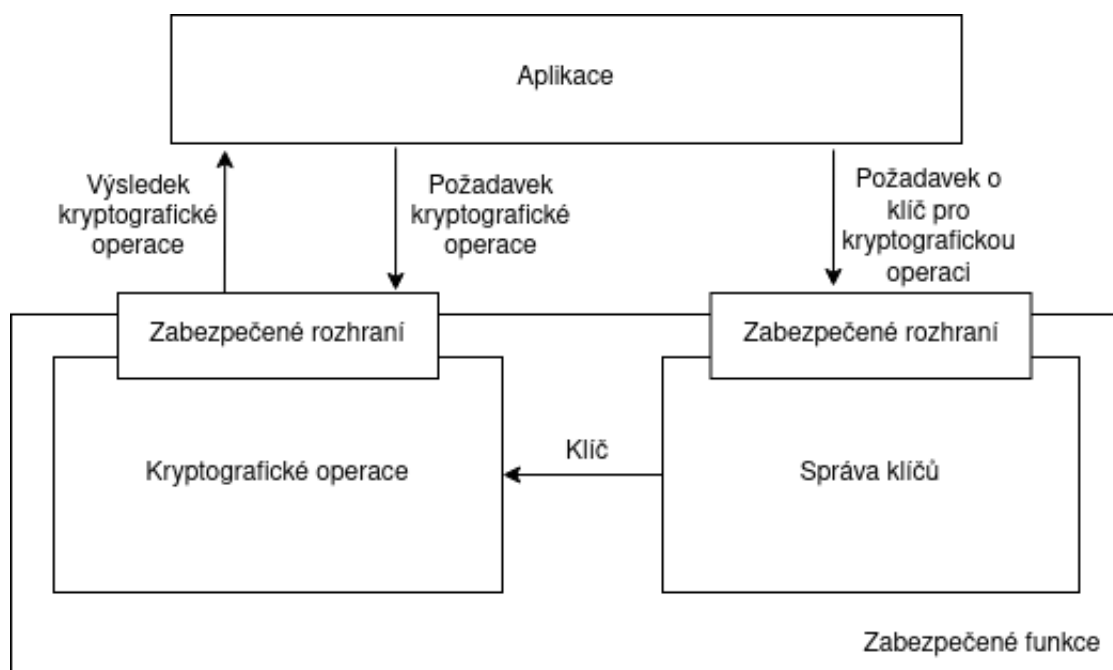 Aplikace
Výsledek
kryptografické
operace
Požadavek
kryptografické
operace
Požadavek o
klíč pro
kryptografickou
operaci
Zabezpečené rozhraní
Zabezpečené rozhraní
Kryptografické operace
Klíč
Správa klíčů
Zabezpečené funkce